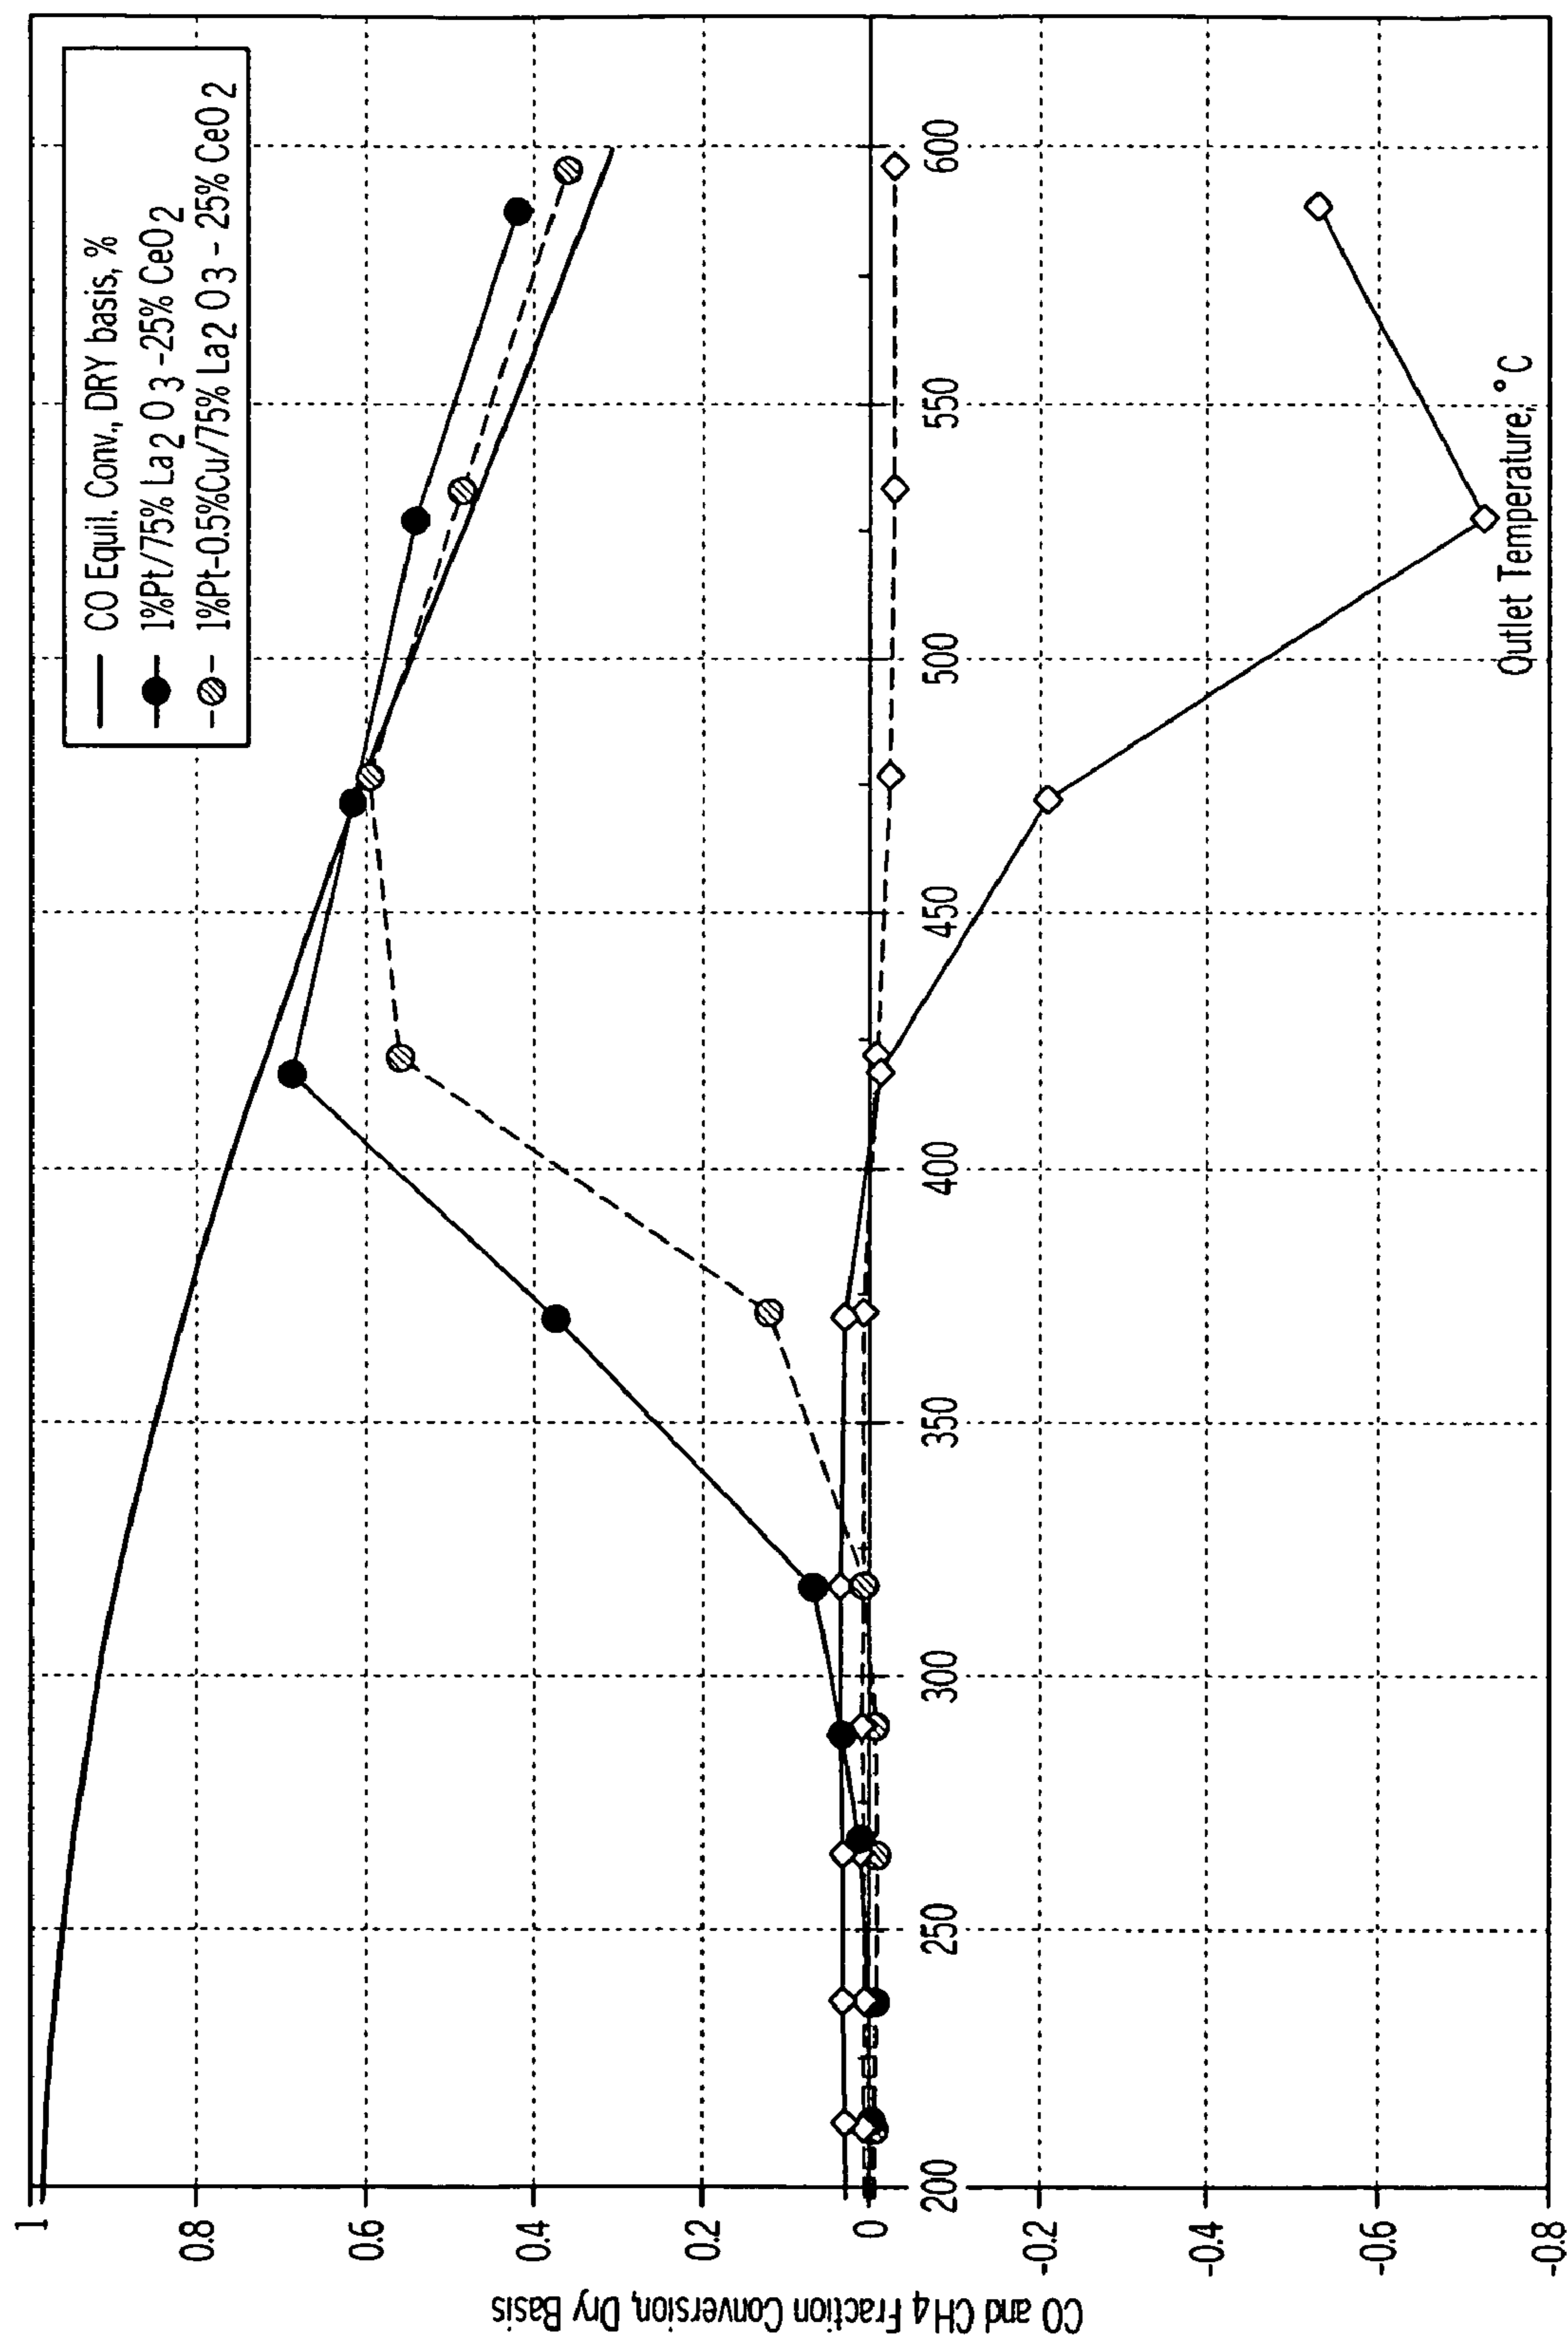 CO Equil. Conv., DRY basis, %
1%Pt/75% La2O3-25% CeO2
1%Pt-0.5%Cu/75% La2O3-25% CeO2
CO and CH4 Fraction Conversion, Dry Basis
1
0.8
0.6
0.4
0.2
0
-0.2
-0.4
-0.6
-0.8
200 250 300 350 400 450 500 550 600
Outlet Temperature, °C